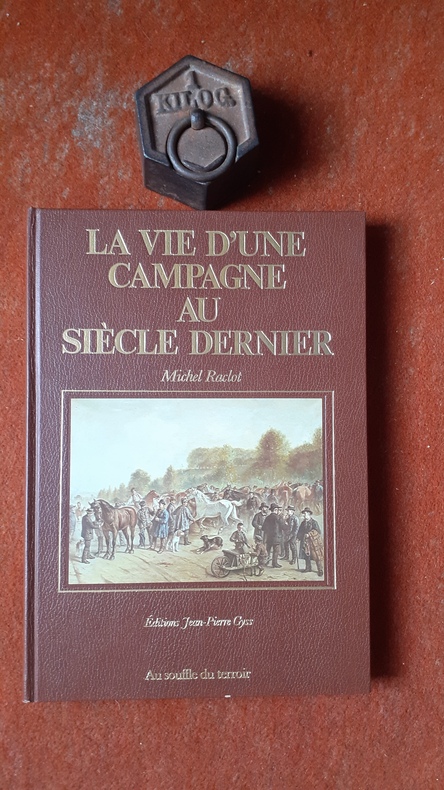 1
KILOG.
LA VIE D'UNE
CAMPAGNE
AU
SIÈCLE DERNIER
Michel Raclot
Éditions Jean-Pierre Gyss
Au souffle du terroir